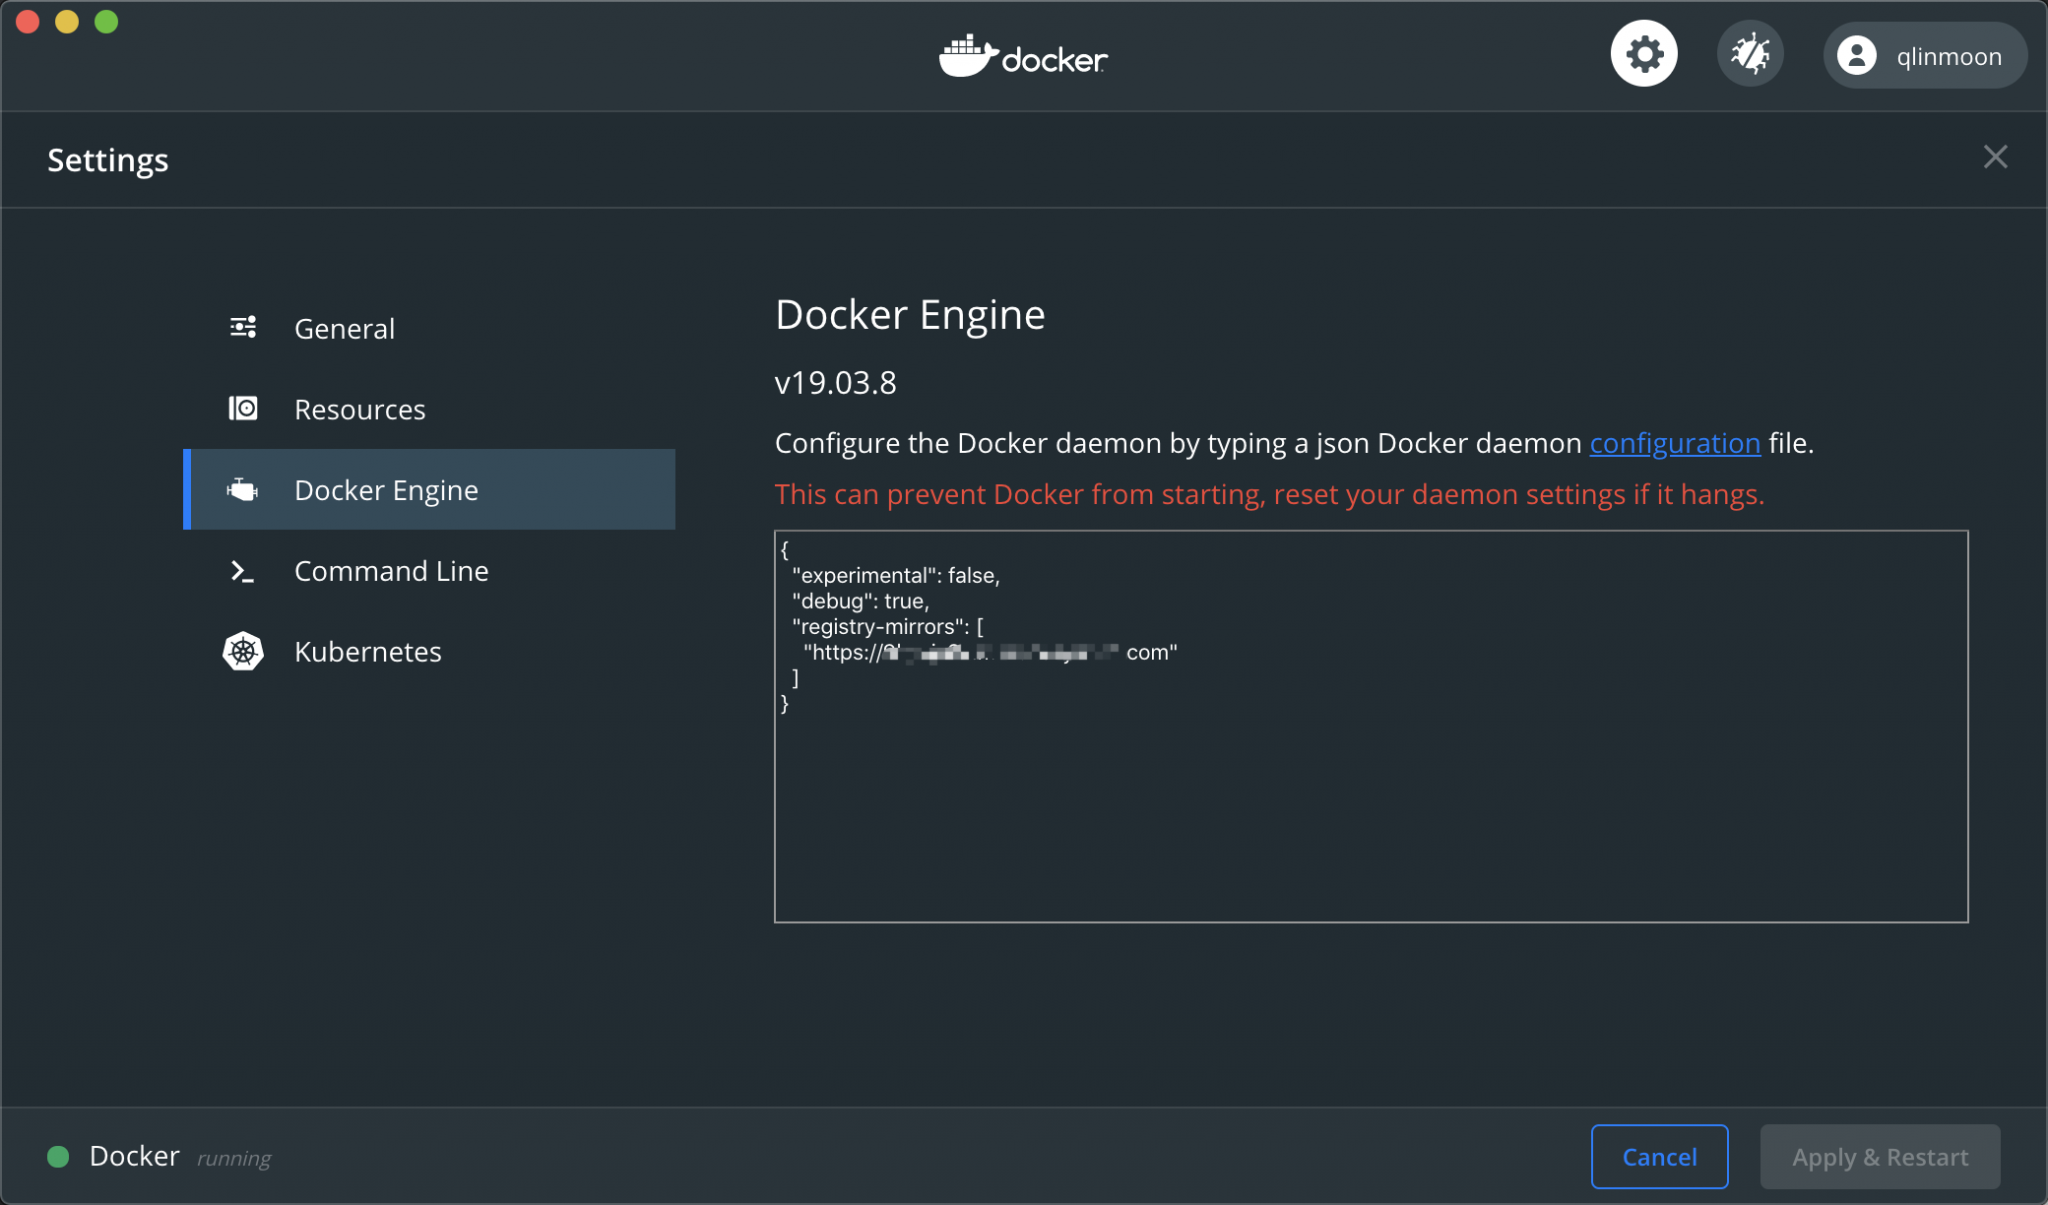 docker
qlinmoon
Settings
General
Resources
Docker Engine
Command Line
Kubernetes
Docker Engine
v19.03.8
Configure the Docker daemon by typing a json Docker daemon configuration file.
This can prevent Docker from starting, reset your daemon settings if it hangs.
{
"experimental": false,
"debug": true,
"registry-mirrors": [
"https:// com"
]
}
Docker running
Cancel
Apply & Restart